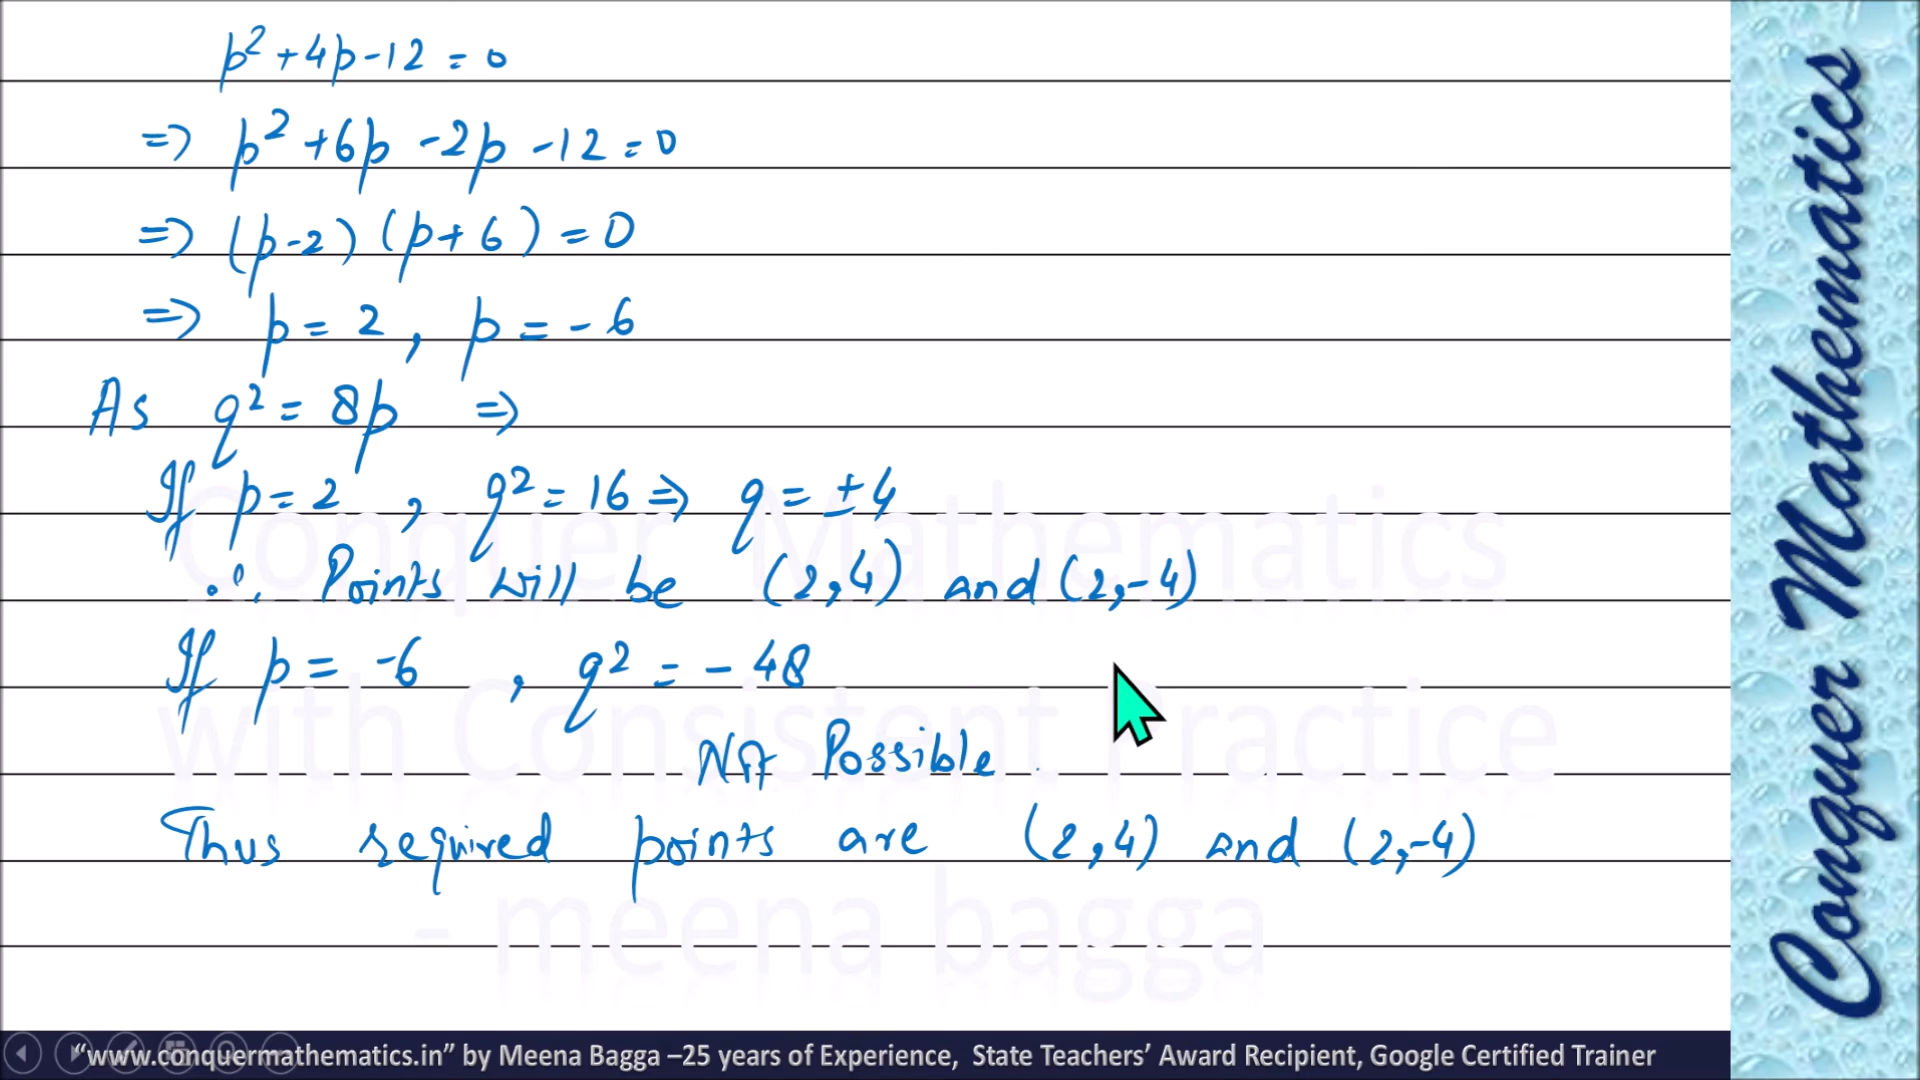 p² + 4p - 12 = 0
=> p² + 6p - 2p - 12 = 0
=> (p-2) (p+6) = 0
=> p = 2 , p = -6
As q² = 8p =>
If p = 2 , q² = 16 => q = ±4
∴ Points will be (2,4) and (2,-4)
If p = -6 , q² = -48
Not Possible.
Thus required points are (2,4) and (2,-4)
Conquer Mathematics
with Consistent Practice
- meena bagga
Conquer Mathematics
“www.conquermathematics.in” by Meena Bagga –25 years of Experience, State Teachers’ Award Recipient, Google Certified Trainer